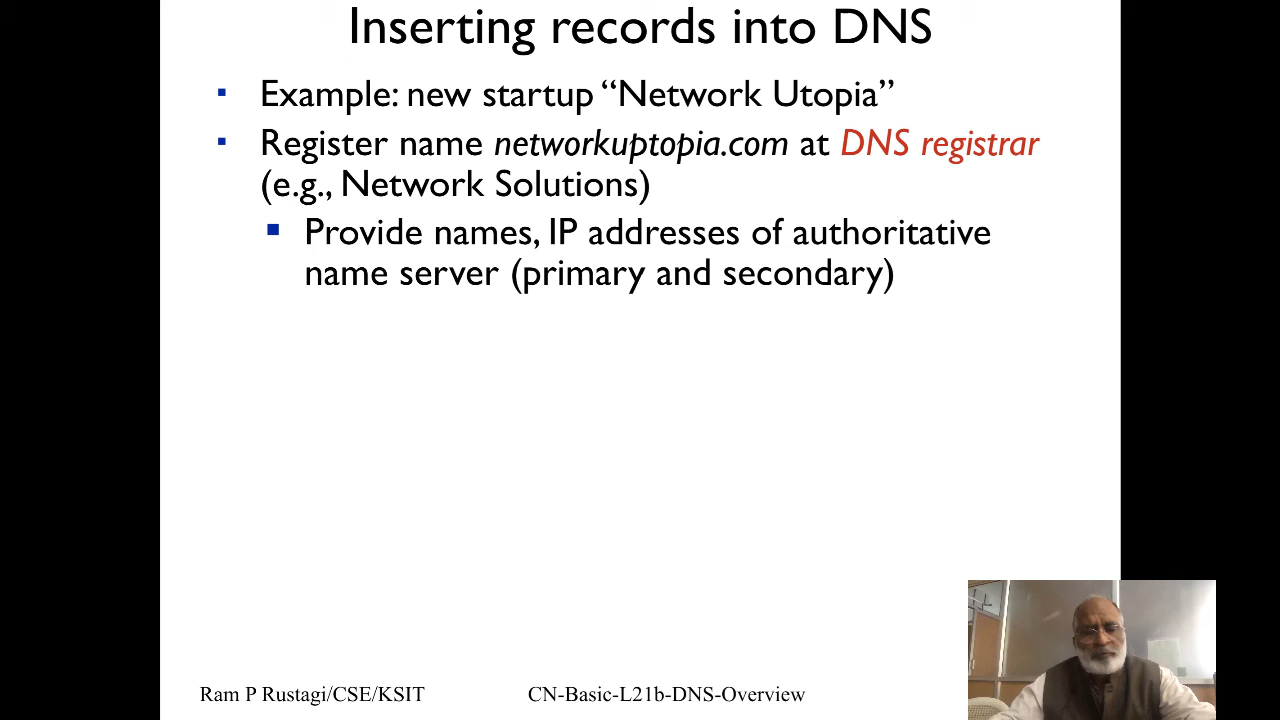 Inserting records into DNS
▪ Example: new startup “Network Utopia”
▪ Register name networkuptopia.com at DNS registrar
(e.g., Network Solutions)
▪ Provide names, IP addresses of authoritative
name server (primary and secondary)
Ram P Rustagi/CSE/KSIT
CN-Basic-L21b-DNS-Overview